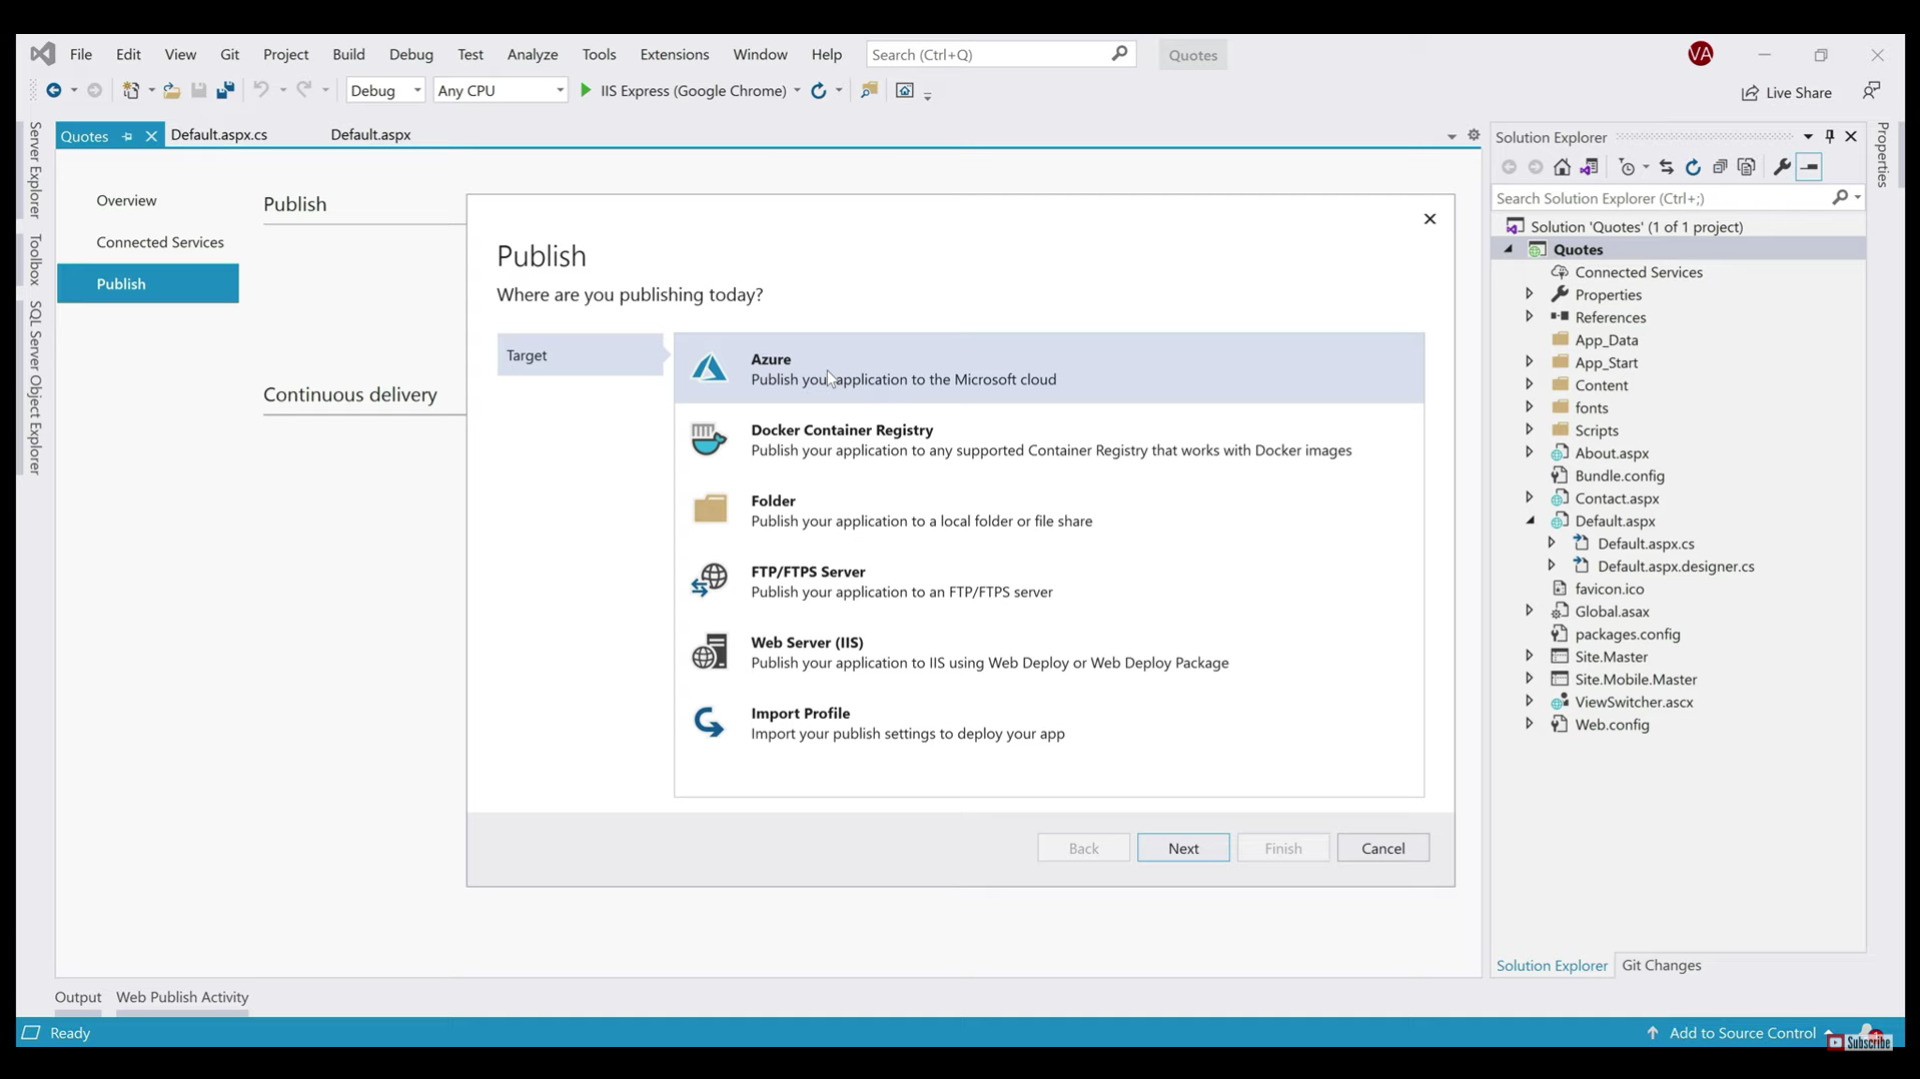 File Edit View Git Project Build Debug Test Analyze Tools Extensions Window Help Search (Ctrl+Q) Quotes VA
Debug Any CPU IIS Express (Google Chrome) Live Share
Server Explorer
Toolbox
SQL Server Object Explorer
Quotes Default.aspx.cs Default.aspx
Overview
Connected Services
Publish
Publish
Continuous delivery
Publish
Where are you publishing today?
Target
Azure
Publish your application to the Microsoft cloud
Docker Container Registry
Publish your application to any supported Container Registry that works with Docker images
Folder
Publish your application to a local folder or file share
FTP/FTPS Server
Publish your application to an FTP/FTPS server
Web Server (IIS)
Publish your application to IIS using Web Deploy or Web Deploy Package
Import Profile
Import your publish settings to deploy your app
Back Next Finish Cancel
Solution Explorer
Search Solution Explorer (Ctrl+;)
Solution 'Quotes' (1 of 1 project)
Quotes
Connected Services
Properties
References
App_Data
App_Start
Content
fonts
Scripts
About.aspx
Bundle.config
Contact.aspx
Default.aspx
Default.aspx.cs
Default.aspx.designer.cs
favicon.ico
Global.asax
packages.config
Site.Master
Site.Mobile.Master
ViewSwitcher.ascx
Web.config
Solution Explorer Git Changes
Properties
Output Web Publish Activity
Ready Add to Source Control
Subscribe